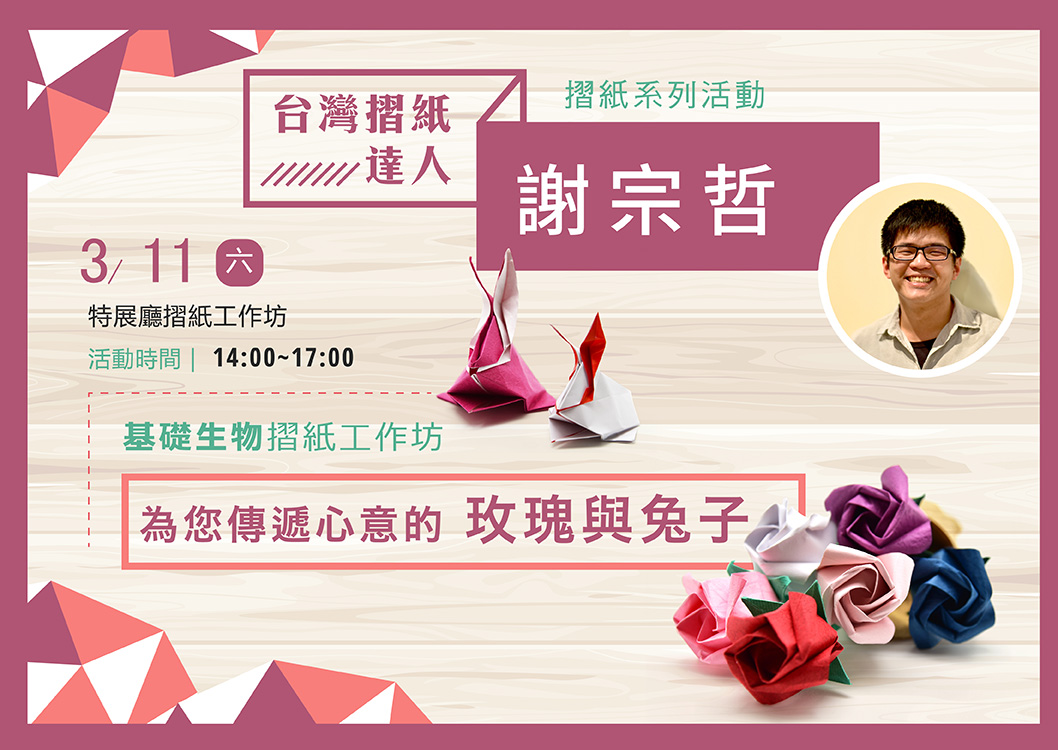 台灣摺紙
達人
摺紙系列活動
謝宗哲
3/11 六
特展廳摺紙工作坊
活動時間| 14:00~17:00
基礎生物摺紙工作坊
為您傳遞心意的 玫瑰與兔子